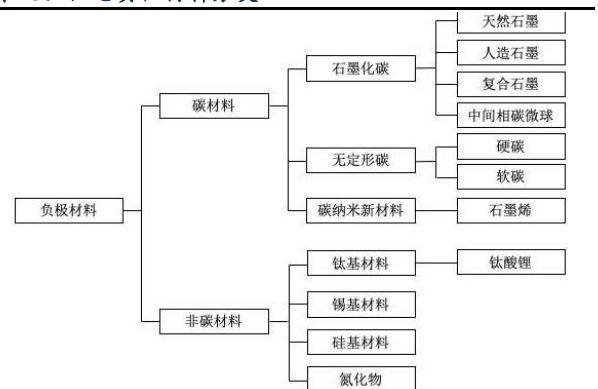 天然石墨
人造石墨
石墨化碳
复合石墨
碳材料
中间相碳微球
硬碳
无定形碳
软碳
负极材料
碳纳米新材料
石墨烯
钛基材料
钛酸锂
锡基材料
非碳材料
硅基材料
氮化物